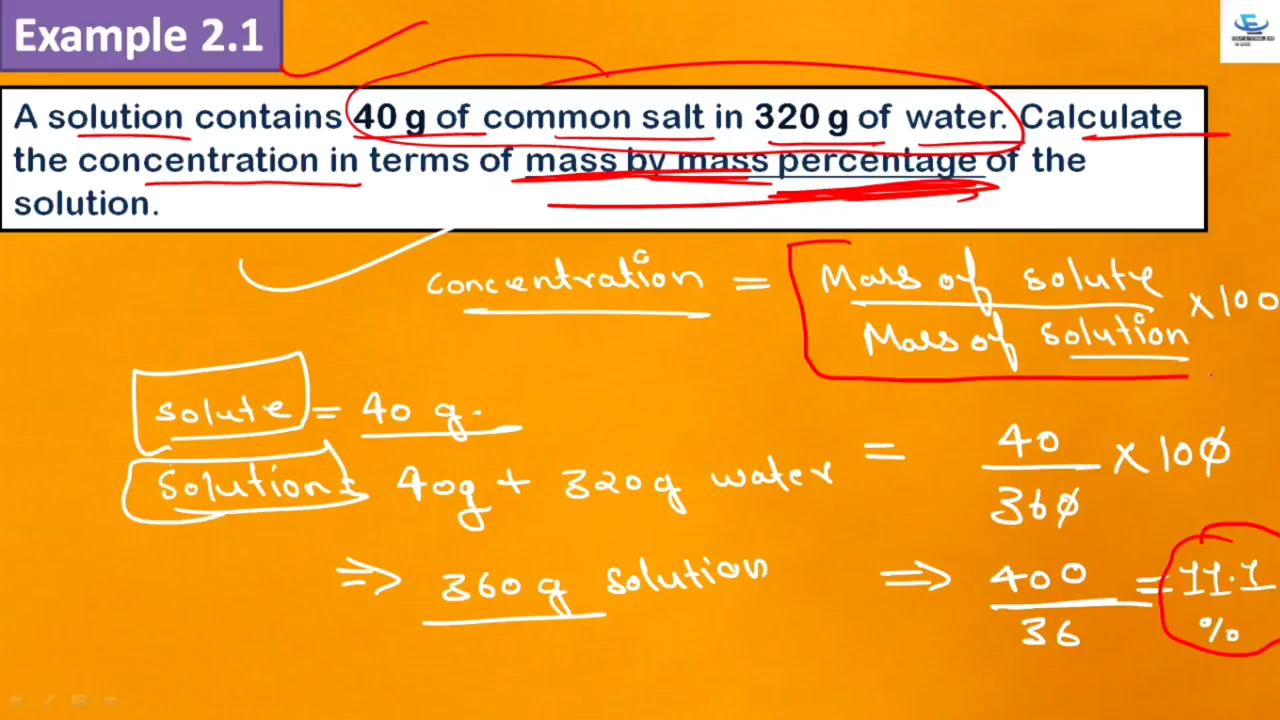 Example 2.1
A solution contains 40 g of common salt in 320 g of water. Calculate
the concentration in terms of mass by mass percentage of the
solution.
Concentration = Mass of solute
Mass of solution × 100
Solute = 40 g.
Solution = 40g + 320g water
= 40
360 × 100
⇒ 360 g solution
⇒ 400
36 = 11.1
%